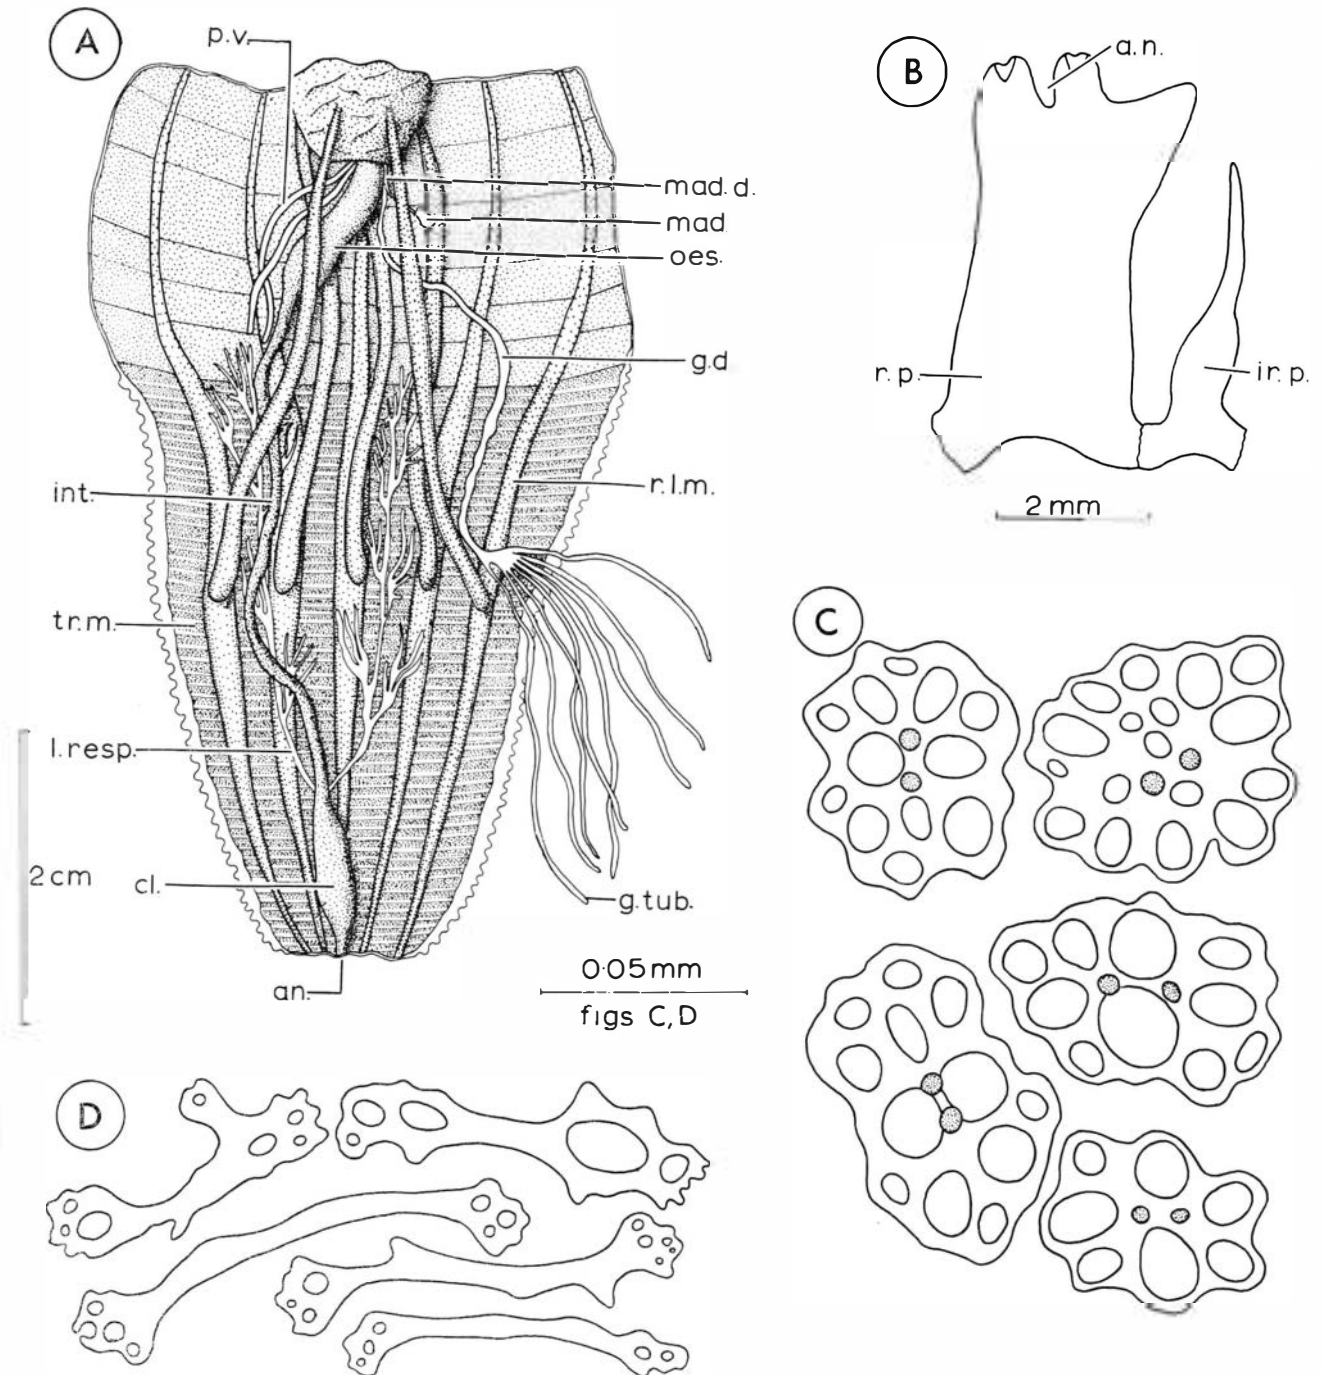 A
p.v.
mad. d.
mad
oes.
g.d
r.l.m.
int.
tr.m.
l.resp.
2 cm
cl.
g.tub.
an.
0·05mm
figs C,D
B
a.n.
r. p.
ir. p.
2 mm
C
D